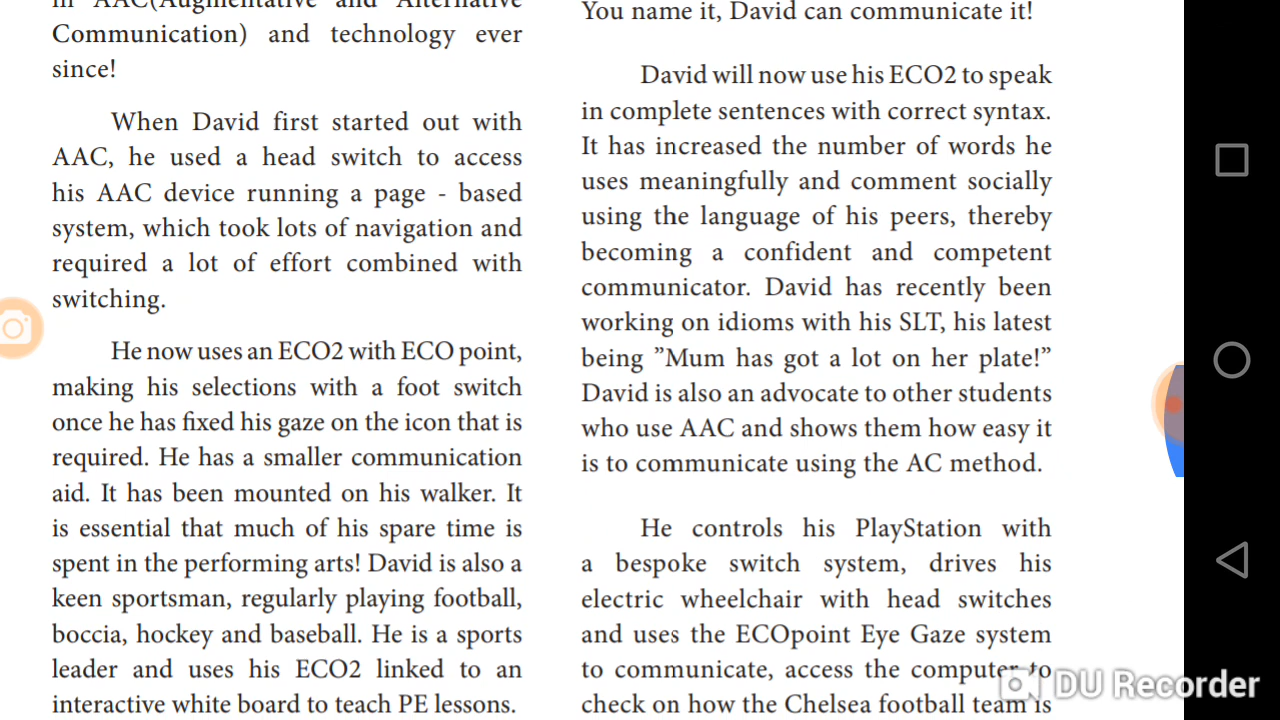 in AAC(Augmentative and Alternative
Communication) and technology ever
since!
When David first started out with
AAC, he used a head switch to access
his AAC device running a page - based
system, which took lots of navigation and
required a lot of effort combined with
switching.
He now uses an ECO2 with ECO point,
making his selections with a foot switch
once he has fixed his gaze on the icon that is
required. He has a smaller communication
aid. It has been mounted on his walker. It
is essential that much of his spare time is
spent in the performing arts! David is also a
keen sportsman, regularly playing football,
boccia, hockey and baseball. He is a sports
leader and uses his ECO2 linked to an
interactive white board to teach PE lessons.
You name it, David can communicate it!
David will now use his ECO2 to speak
in complete sentences with correct syntax.
It has increased the number of words he
uses meaningfully and comment socially
using the language of his peers, thereby
becoming a confident and competent
communicator. David has recently been
working on idioms with his SLT, his latest
being ”Mum has got a lot on her plate!”
David is also an advocate to other students
who use AAC and shows them how easy it
is to communicate using the AC method.
He controls his PlayStation with
a bespoke switch system, drives his
electric wheelchair with head switches
and uses the ECOpoint Eye Gaze system
to communicate, access the computer to
check on how the Chelsea football team is
DU Recorder